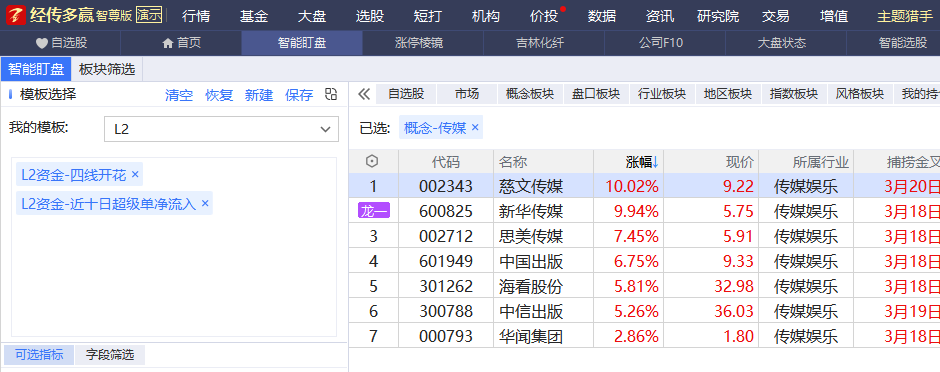 经传多赢 智尊版 演示 行情 基金 大盘 选股 短打 机构 价投 数据 资讯 研究院 交易 增值 主题猎手
自选股 首页 智能盯盘 涨停棱镜 吉林化纤 公司F10 大盘状态 智能选股
智能盯盘 板块筛选
模板选择 清空 恢复 新建 保存
自选股 市场 概念板块 盘口板块 行业板块 地区板块 指数板块 风格板块 我的持
我的模板: L2
已选: 概念-传媒 ×
L2资金-四线开花 ×
L2资金-近十日超级单净流入 ×
代码 名称 涨幅↓ 现价 所属行业 捕捞金叉
1 002343 慈文传媒 10.02% 9.22 传媒娱乐 3月20日
龙一 600825 新华传媒 9.94% 5.75 传媒娱乐 3月18日
3 002712 思美传媒 7.45% 5.91 传媒娱乐 3月18日
4 601949 中国出版 6.75% 9.33 传媒娱乐 3月18日
5 301262 海看股份 5.81% 32.98 传媒娱乐 3月18日
6 300788 中信出版 5.26% 36.03 传媒娱乐 3月19日
7 000793 华闻集团 2.86% 1.80 传媒娱乐 3月18日
可选指标 字段筛选